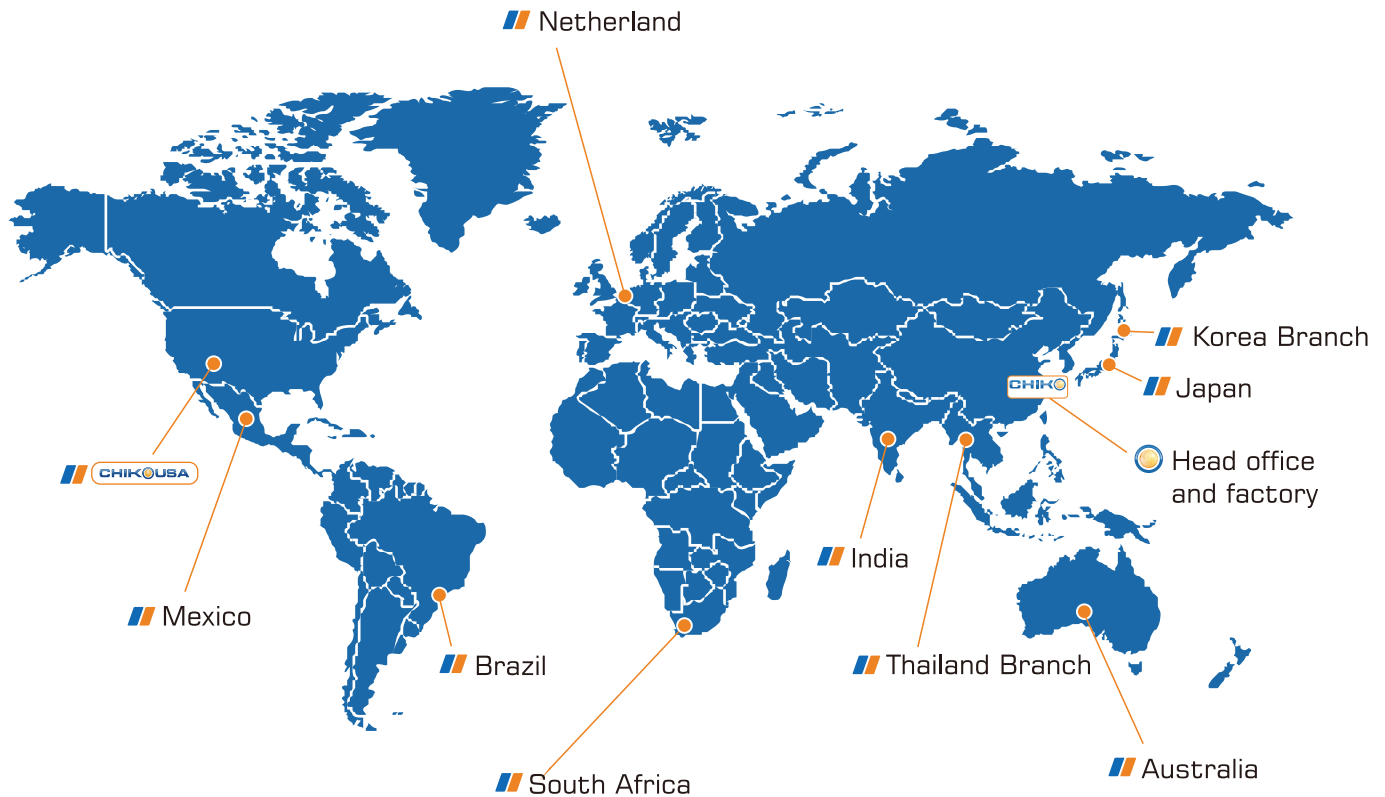 Netherland
Korea Branch
Japan
CHIKO
Head office
and factory
CHIKOUSA
India
Mexico
Brazil
Thailand Branch
South Africa
Australia